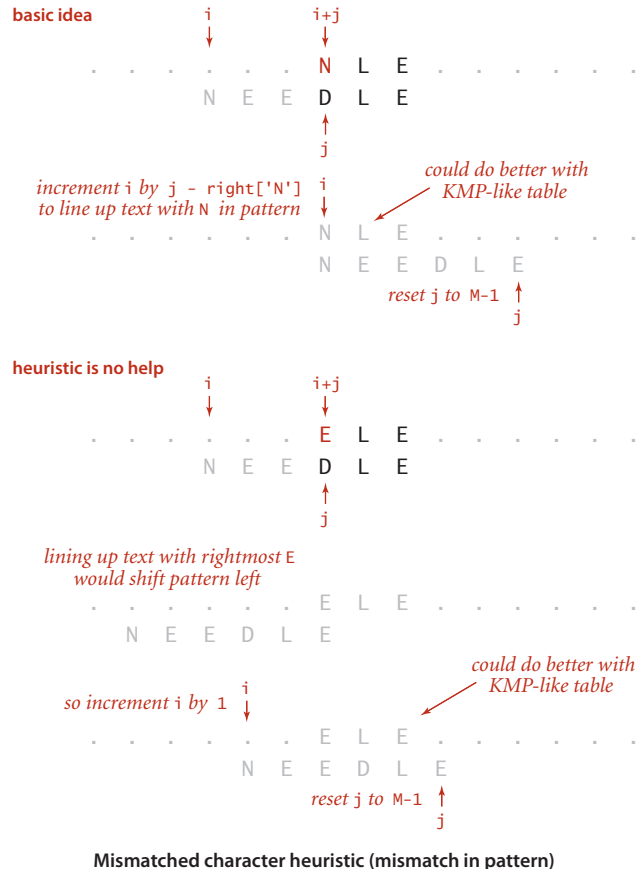 basic idea
i i+j
. . . . . . N L E . . . . . .
N E E D L E
j
increment i by j - right['N']
to line up text with N in pattern
i
could do better with
KMP-like table
. . . . . . N L E . . . . . .
N E E D L E
reset j to M-1
j
heuristic is no help
i i+j
. . . . . . E L E . . . . . .
N E E D L E
j
lining up text with rightmost E
would shift pattern left
. . . . . . E L E . . . . . .
N E E D L E
so increment i by 1
i
could do better with
KMP-like table
. . . . . . E L E . . . . . .
N E E D L E
reset j to M-1
j
Mismatched character heuristic (mismatch in pattern)